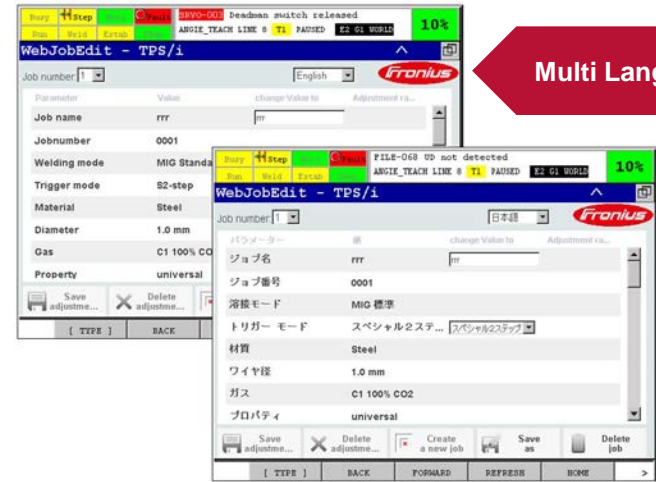 Busy Step Fault SRVO-003 Deadman switch released
Run Weld ANGIE_TEACH LINE 0 T1 PAUSED E2 G1 WORLD 10%
WebJobEdit - TPS/i
Job number: 1 English Fronius
Parameter Value change Value to Adjustment ra...
Job name rrr rrr
Jobnumber 0001
Welding mode MIG Standa
Trigger mode S2-step
Material Steel
Diameter 1.0 mm
Gas C1 100% CO
Property universal
Save adjustme... Delete adjustme...
[ TYPE ] BACK
Multi Lang
Busy Step Fault FILE-068 UD not detected
Run Weld ANGIE_TEACH LINE 0 T1 PAUSED E2 G1 WORLD 10%
WebJobEdit - TPS/i
Job number: 1 日本語 Fronius
パラメーター 値 change Value to Adjustment ra...
ジョブ名 rrr rrr
ジョブ番号 0001
溶接モード MIG 標準
トリガー モード スペシャル2ステ... スペシャル2ステップ
材質 Steel
ワイヤ径 1.0 mm
ガス C1 100% CO2
プロパティ universal
Save adjustme... Delete adjustme... Create a new job Save as Delete job
[ TYPE ] BACK FORWARD REFRESH HOME >